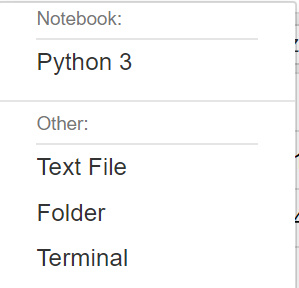 Notebook:
Python 3
Other:
Text File
Folder
Terminal